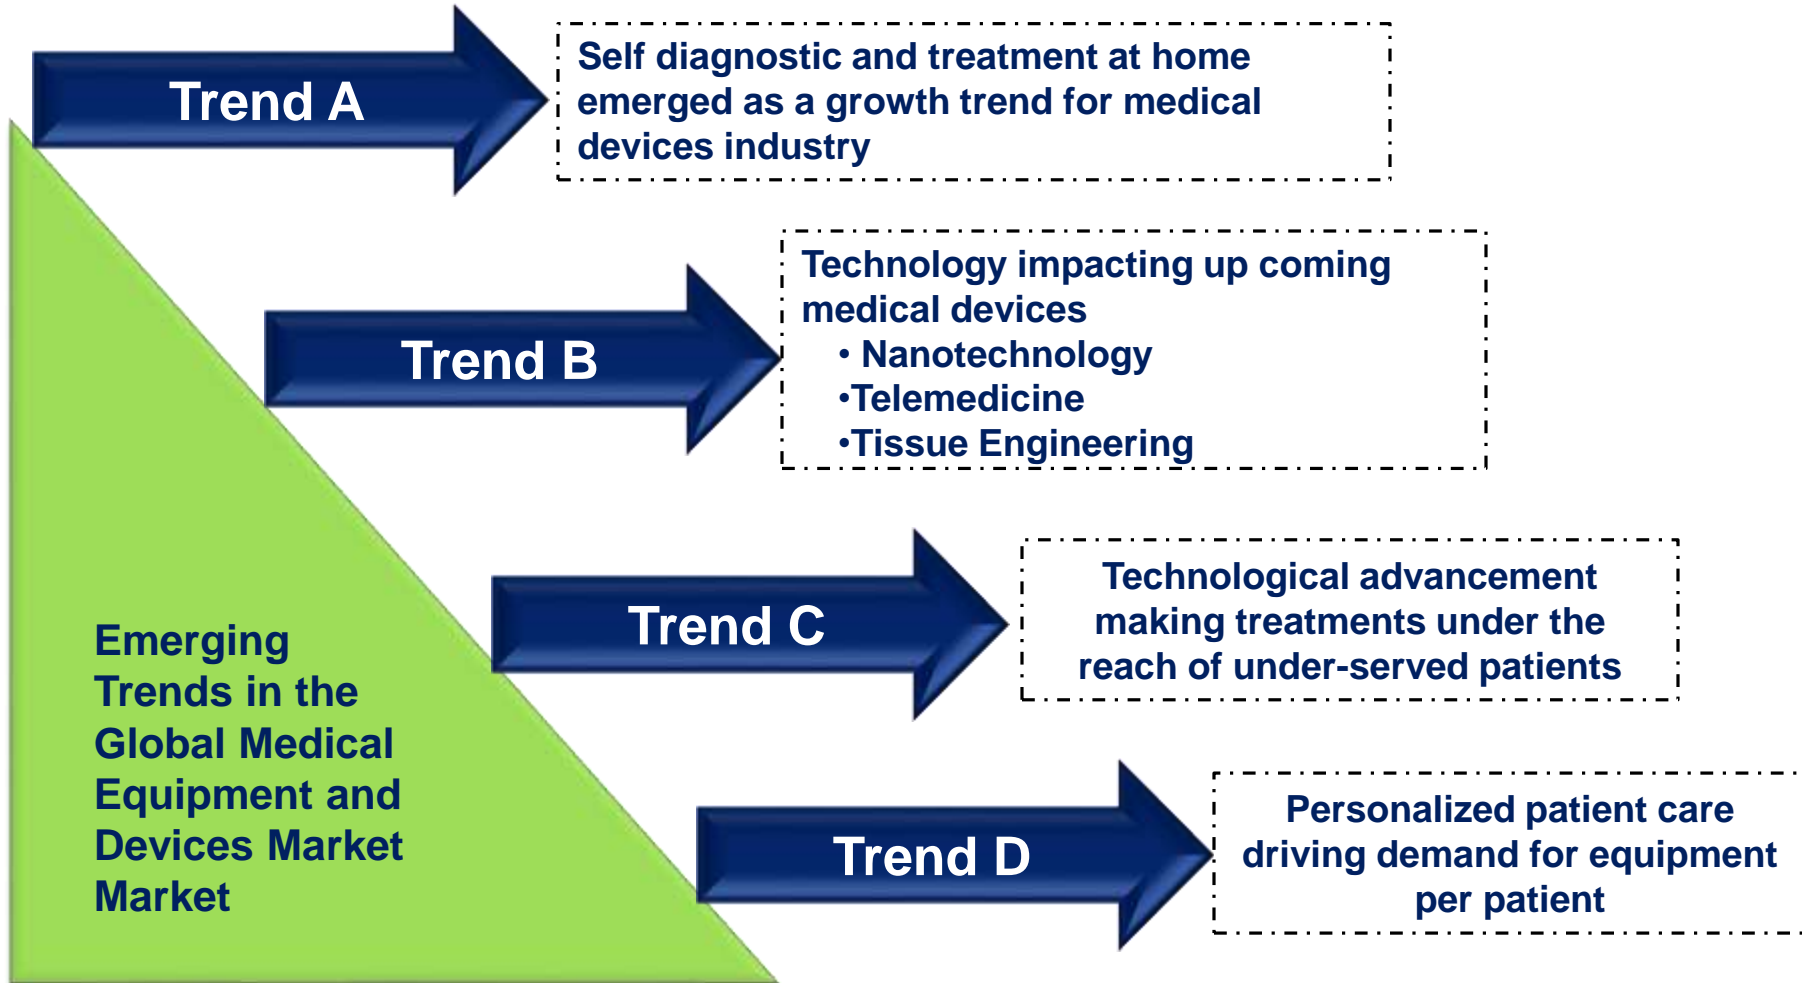 Trend A
Self diagnostic and treatment at home
emerged as a growth trend for medical
devices industry
Trend B
Technology impacting up coming
medical devices
• Nanotechnology
•Telemedicine
•Tissue Engineering
Trend C
Technological advancement
making treatments under the
reach of under-served patients
Emerging
Trends in the
Global Medical
Equipment and
Devices Market
Market
Trend D
Personalized patient care
driving demand for equipment
per patient